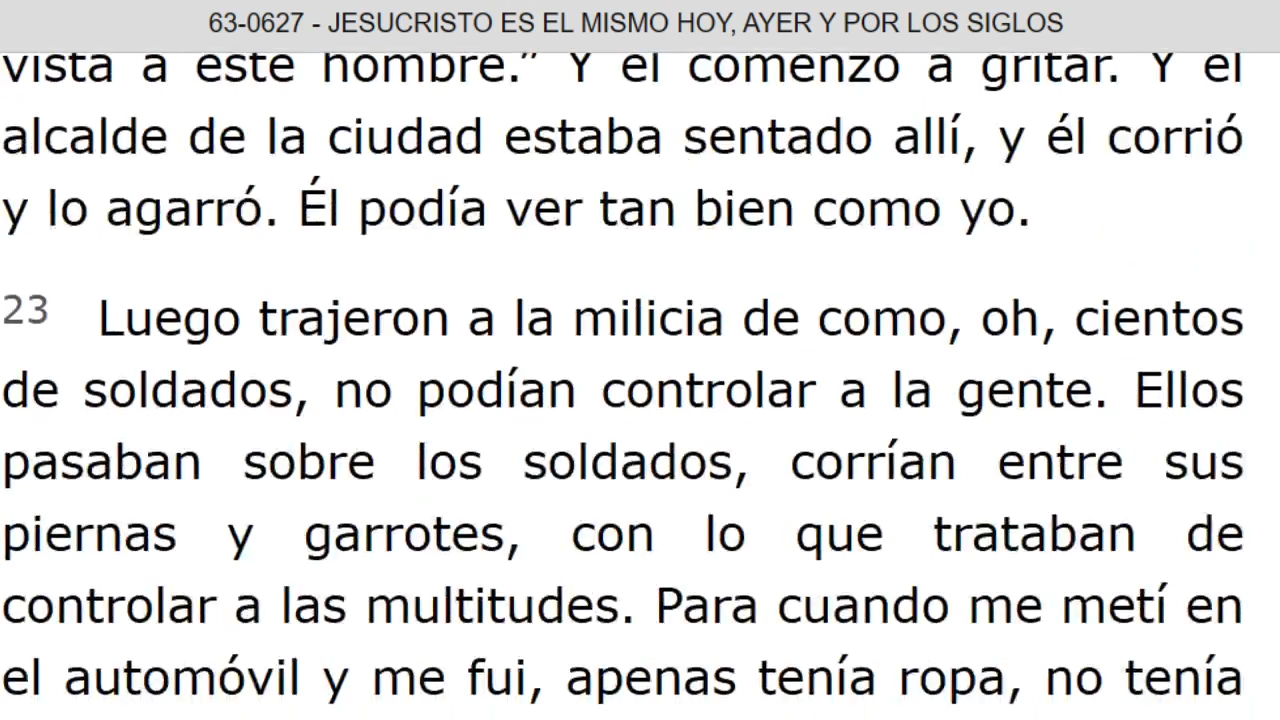 63-0627 - JESUCRISTO ES EL MISMO HOY, AYER Y POR LOS SIGLOS
vista a este hombre.” Y él comenzó a gritar. Y el
alcalde de la ciudad estaba sentado allí, y él corrió
y lo agarró. Él podía ver tan bien como yo.
23 Luego trajeron a la milicia de como, oh, cientos
de soldados, no podían controlar a la gente. Ellos
pasaban sobre los soldados, corrían entre sus
piernas y garrotes, con lo que trataban de
controlar a las multitudes. Para cuando me metí en
el automóvil y me fui, apenas tenía ropa, no tenía